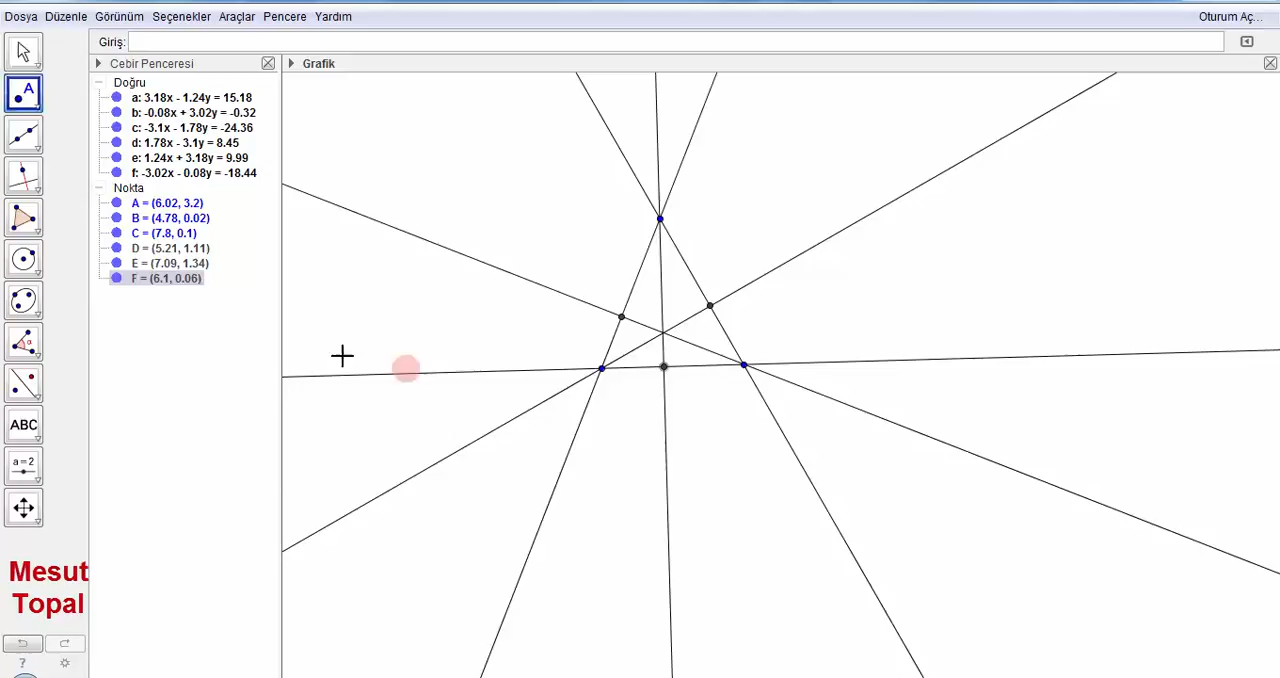 Dosya Düzenle Görünüm Seçenekler Araçlar Pencere Yardım Oturum Aç...
Giriş:
Cebir Penceresi
Grafik
Doğru
a: 3.18x - 1.24y = 15.18
b: -0.08x + 3.02y = -0.32
c: -3.1x - 1.78y = -24.36
d: 1.78x - 3.1y = 8.45
e: 1.24x + 3.18y = 9.99
f: -3.02x - 0.08y = -18.44
Nokta
A = (6.02, 3.2)
B = (4.78, 0.02)
C = (7.8, 0.1)
D = (5.21, 1.11)
E = (7.09, 1.34)
F = (6.1, 0.06)
A
α
ABC
a=2
Mesut
Topal
?